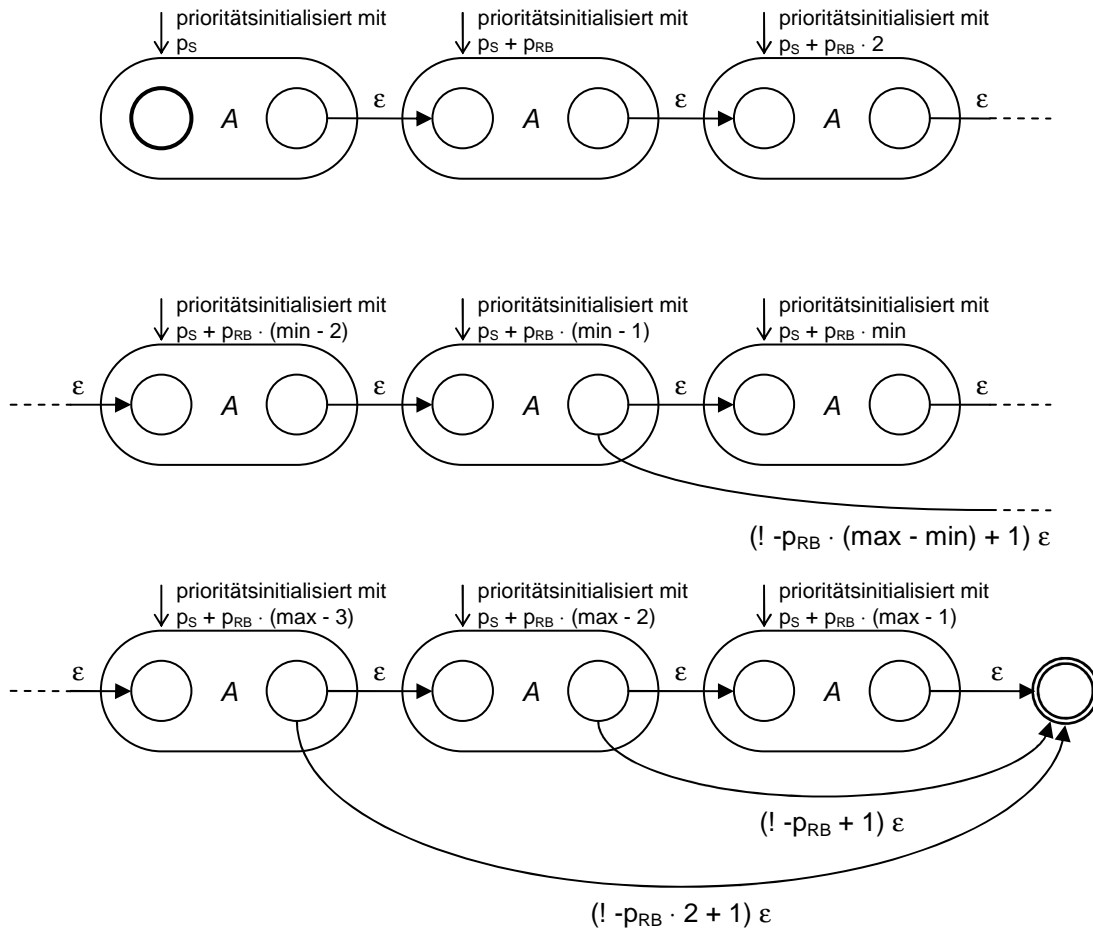 prioritätsinitialisiert mit
pS
prioritätsinitialisiert mit
pS + pRB
prioritätsinitialisiert mit
pS + pRB · 2
A
ε
A
ε
A
ε
prioritätsinitialisiert mit
pS + pRB · (min - 2)
prioritätsinitialisiert mit
pS + pRB · (min - 1)
prioritätsinitialisiert mit
pS + pRB · min
ε
A
ε
A
ε
A
ε
(! -pRB · (max - min) + 1) ε
prioritätsinitialisiert mit
pS + pRB · (max - 3)
prioritätsinitialisiert mit
pS + pRB · (max - 2)
prioritätsinitialisiert mit
pS + pRB · (max - 1)
ε
A
ε
A
ε
A
ε
(! -pRB + 1) ε
(! -pRB · 2 + 1) ε